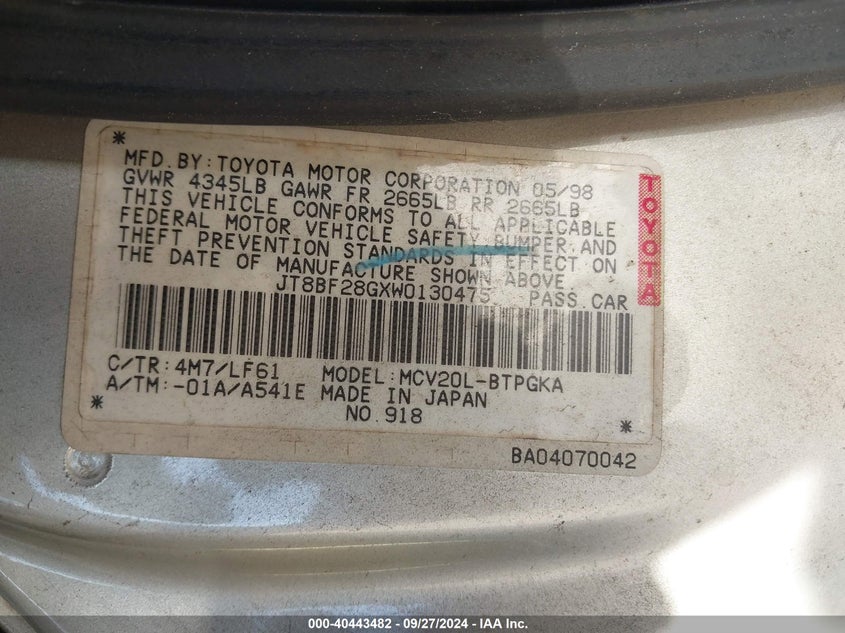 *
MFD.BY:TOYOTA MOTOR CORPORATION 05/98
GVWR 4345LB GAWR FR 2665LB RR 2665LB
THIS VEHICLE CONFORMS TO ALL APPLICABLE
FEDERAL MOTOR VEHICLE SAFETY,BUMPER AND
THEFT PREVENTION STANDARDS IN EFFECT ON
THE DATE OF MANUFACTURE SHOWN ABOVE
JT8BF28GXW0130475 PASS.CAR
TOYOTA
C/TR:4M7/LF61 MODEL:MCV20L-BTPGKA
A/TM:-01A/A541E MADE IN JAPAN
* NO.918 *
BA04070042
000-40443482 - 09/27/2024 - IAA Inc.